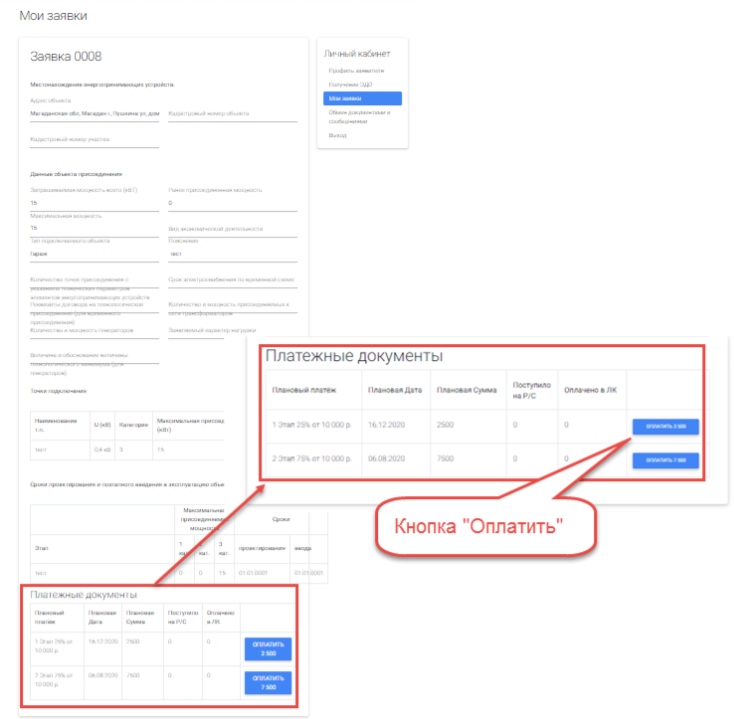 Мои заявки
Заявка 0008
Местонахождение энергопринимающих устройств
Адрес объекта
Магаданская обл, Магадан г, Пушкина ул, дом
Кадастровый номер объекта
Кадастровый номер участка
Данные объекта присоединения
Запрашиваемая мощность всего (кВт)
Ранее присоединенная мощность
15
0
Максимальная мощность
15
Вид экономической деятельности
Тип подключаемого объекта
Пояснение
Гараж
тест
Количество точек присоединения с
указанием технических параметров
элементов энергопринимающих устройств
Срок электроснабжения по временной схеме
Реквизиты договора на технологическое
присоединение (для временного
присоединения)
Количество и мощность присоединяемых к
сети трансформаторов
Количество и мощность генераторов
Заявляемый характер нагрузки
Величина и обоснование величины
технологического минимума (для
генераторов)
Точки подключения
Наименование
U (кВ)
Категория
Максимальная присоед
(кВт)
тест
0,4 кВ
3
15
Сроки проектирования и поэтапного введения в эксплуатацию объе
Максимальна
присоединяем
мощность
Сроки
Этап
1
3
кат.
кат.
кат.
проектирования
ввода
тест
0
0
15
01.01.0001
01.01.0001
Платежные документы
Плановый
платёж
Плановая
Дата
Плановая
Сумма
Поступило
на Р/С
Оплачено
в ЛК
1 Этап 25% от
10 000 р.
16.12.2020
2500
0
0
ОПЛАТИТЬ
2 500
2 Этап 75% от
10 000 р.
06.08.2020
7500
0
0
ОПЛАТИТЬ
7 500
Личный кабинет
Профиль заявителя
Получение ЭДО
Мои заявки
Обмен документами и
сообщениями
Выход
Платежные документы
Плановый платёж
Плановая Дата
Плановая Сумма
Поступило
на Р/С
Оплачено в ЛК
1 Этап 25% от 10 000 р.
16.12.2020
2500
0
0
ОПЛАТИТЬ 2 500
2 Этап 75% от 10 000 р.
06.08.2020
7500
0
0
ОПЛАТИТЬ 7 500
Кнопка "Оплатить"